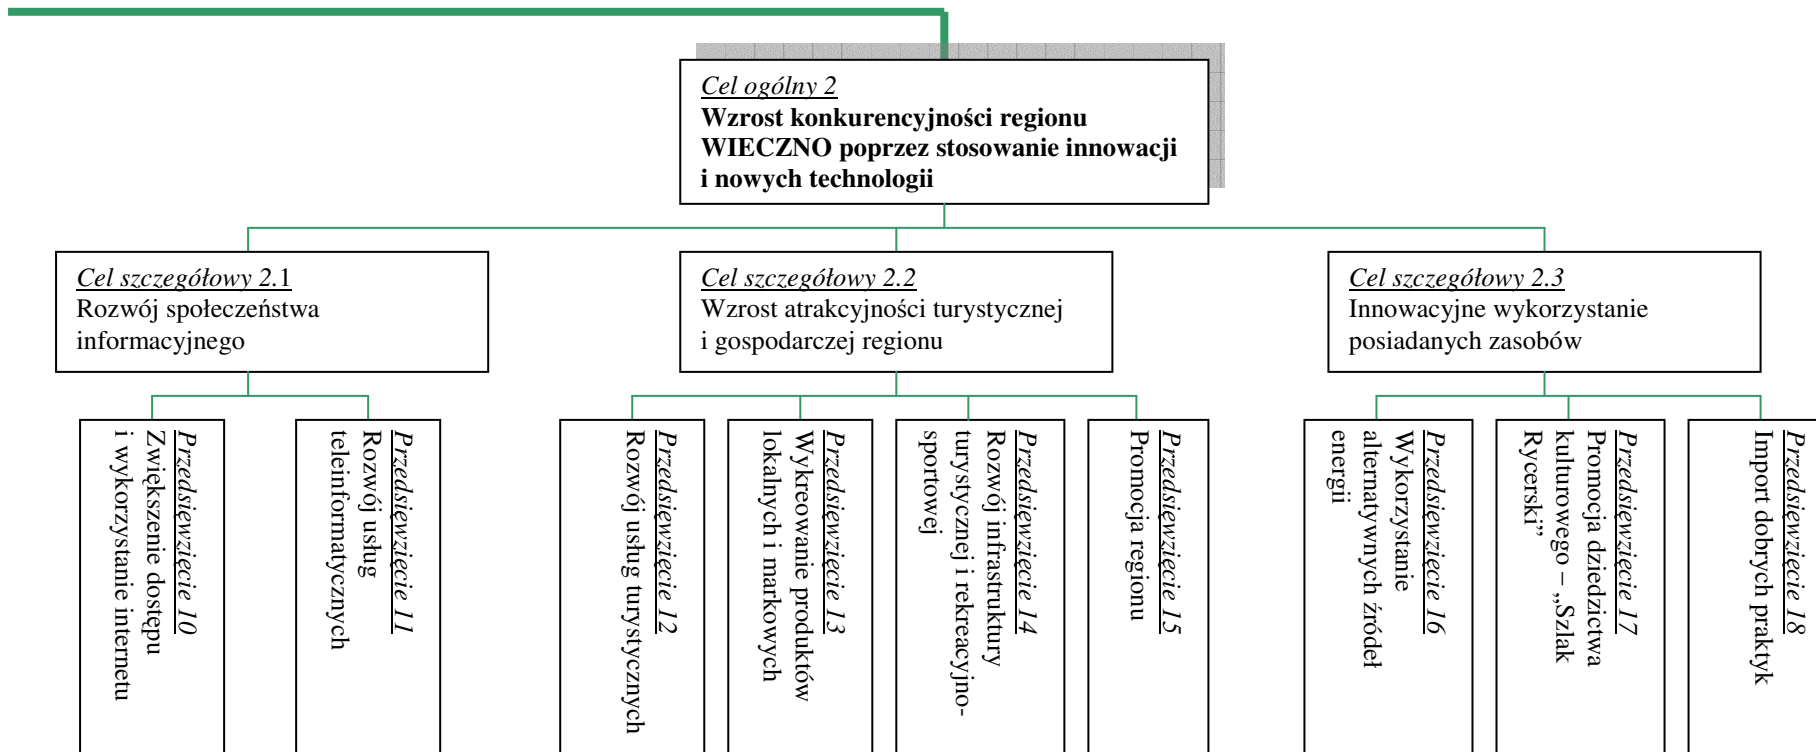 Cel ogólny 2
Wzrost konkurencyjności regionu
WIECZNO poprzez stosowanie innowacji
i nowych technologii
Cel szczegółowy 2.1
Rozwój społeczeństwa
informacyjnego
Cel szczegółowy 2.2
Wzrost atrakcyjności turystycznej
i gospodarczej regionu
Cel szczegółowy 2.3
Innowacyjne wykorzystanie
posiadanych zasobów
Przedsięwzięcie 10
Zwiększenie dostępu
i wykorzystanie internetu
Przedsięwzięcie 11
Rozwój usług
teleinformatycznych
Przedsięwzięcie 12
Rozwój usług turystycznych
Przedsięwzięcie 13
Wykreowanie produktów
lokalnych i markowych
Przedsięwzięcie 14
Rozwój infrastruktury
turystycznej i rekreacyjno-
sportowej
Przedsięwzięcie 15
Promocja regionu
Przedsięwzięcie 16
Wykorzystanie
alternatywnych źródeł
energii
Przedsięwzięcie 17
Promocja dziedzictwa
kulturowego – „Szlak
Rycerski”
Przedsięwzięcie 18
Import dobrych praktyk